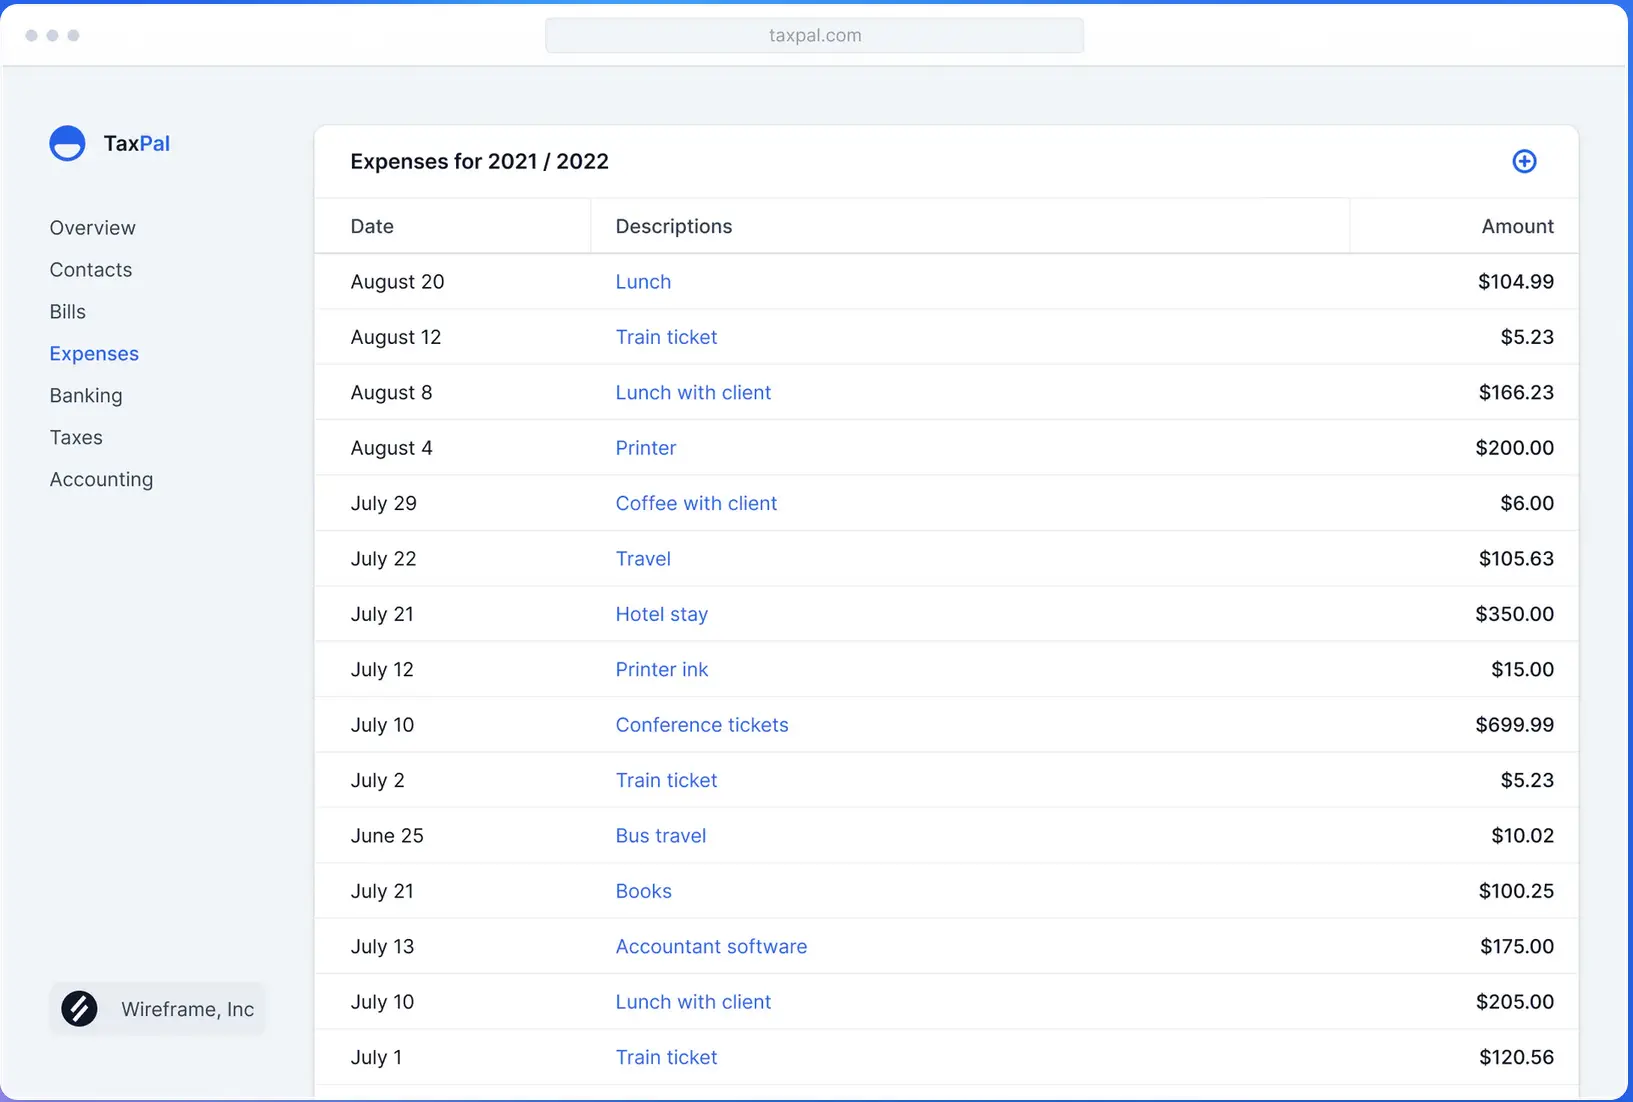 taxpal.com
TaxPal
Overview
Contacts
Bills
Expenses
Banking
Taxes
Accounting
Wireframe, Inc
Expenses for 2021 / 2022
Date Descriptions Amount
August 20 Lunch $104.99
August 12 Train ticket $5.23
August 8 Lunch with client $166.23
August 4 Printer $200.00
July 29 Coffee with client $6.00
July 22 Travel $105.63
July 21 Hotel stay $350.00
July 12 Printer ink $15.00
July 10 Conference tickets $699.99
July 2 Train ticket $5.23
June 25 Bus travel $10.02
July 21 Books $100.25
July 13 Accountant software $175.00
July 10 Lunch with client $205.00
July 1 Train ticket $120.56